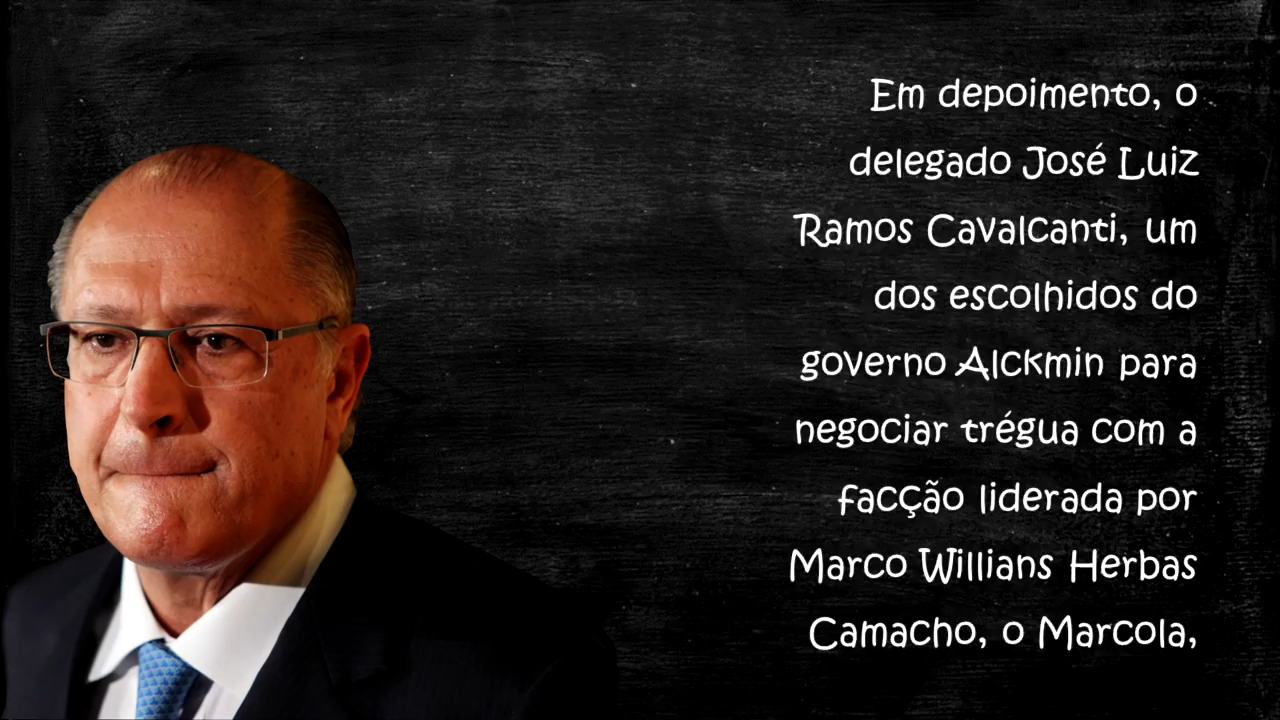 Em depoimento, o
delegado José Luiz
Ramos Cavalcanti, um
dos escolhidos do
governo Alckmin para
negociar trégua com a
facção liderada por
Marco Willians Herbas
Camacho, o Marcola,